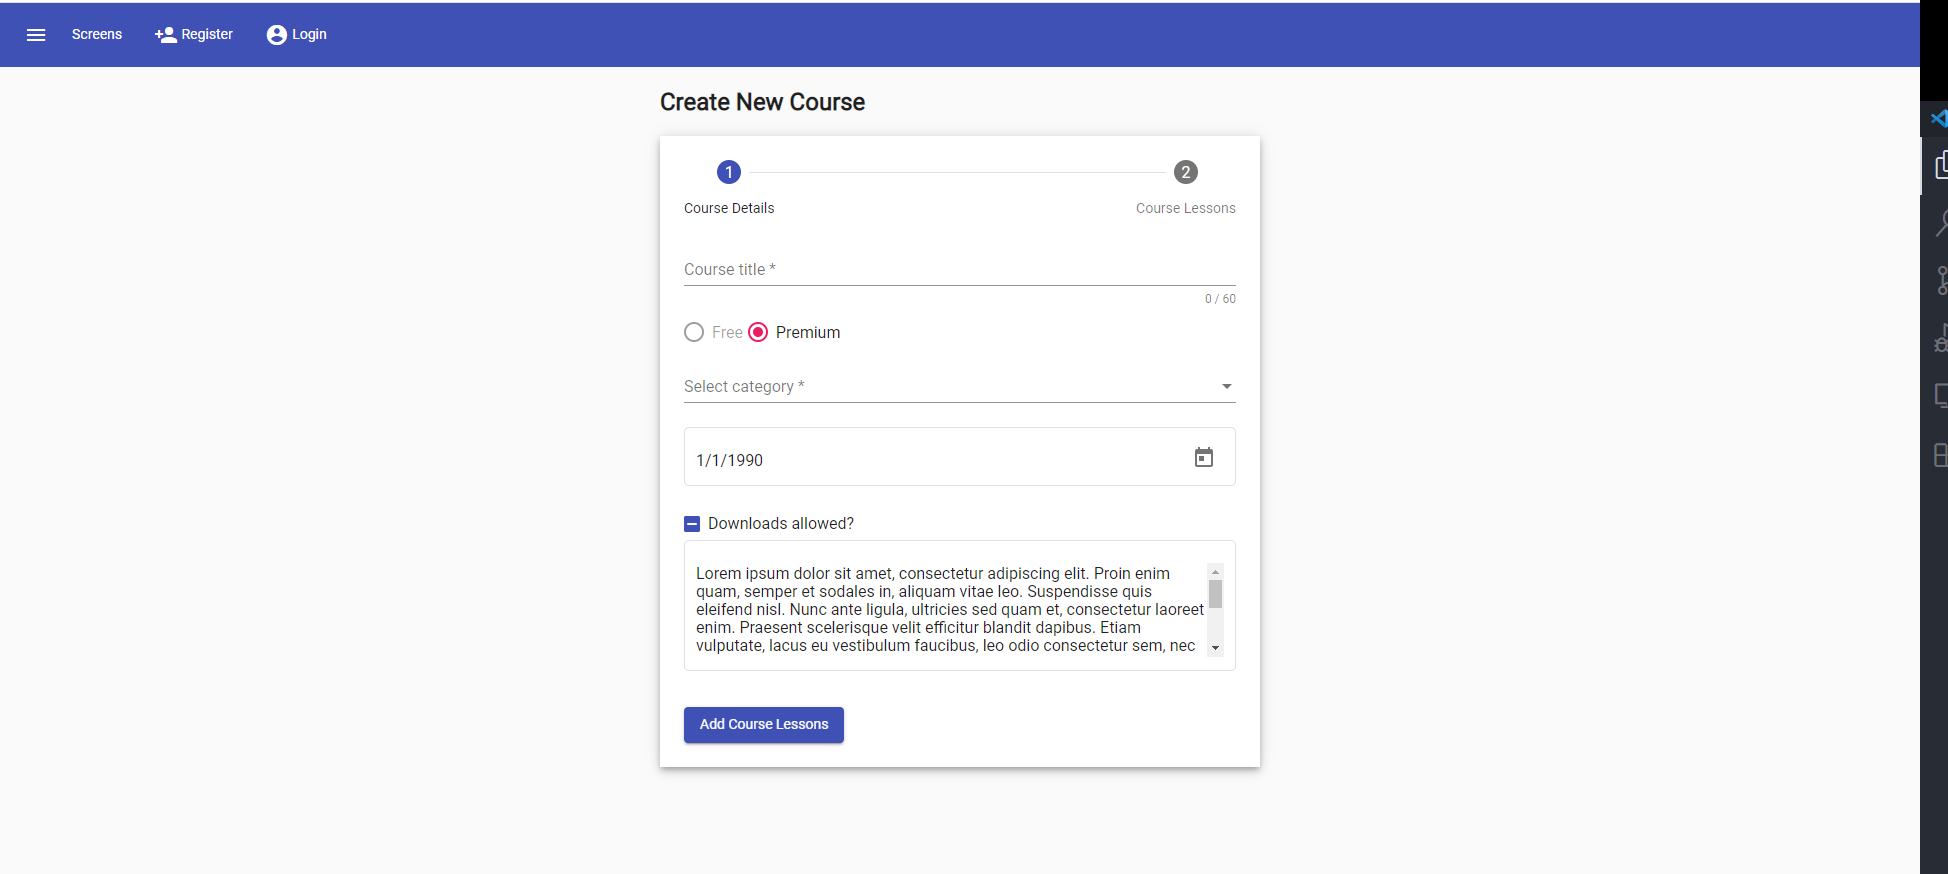 Screens Register Login
Create New Course
1 2
Course Details Course Lessons
Course title *
0 / 60
Free Premium
Select category *
1/1/1990
Downloads allowed?
Lorem ipsum dolor sit amet, consectetur adipiscing elit. Proin enim
quam, semper et sodales in, aliquam vitae leo. Suspendisse quis
eleifend nisl. Nunc ante ligula, ultricies sed quam et, consectetur laoreet
enim. Praesent scelerisque velit efficitur blandit dapibus. Etiam
vulputate, lacus eu vestibulum faucibus, leo odio consectetur sem, nec
Add Course Lessons